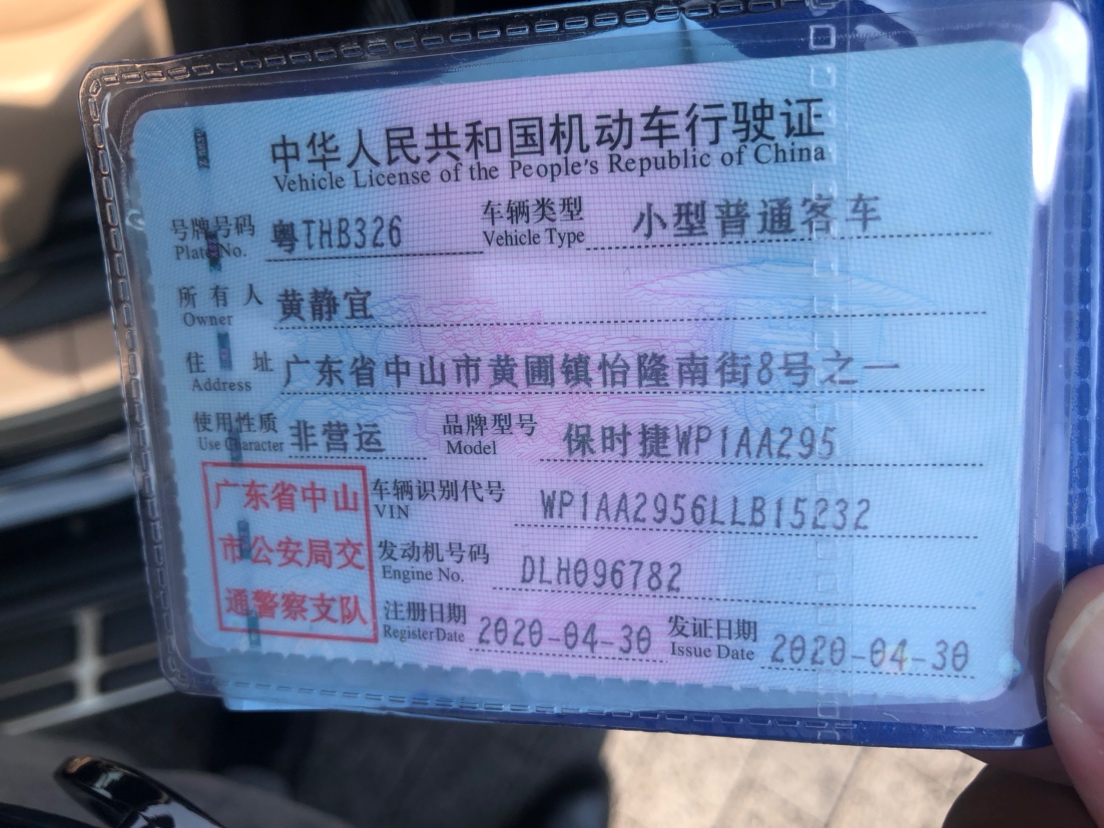 中华人民共和国机动车行驶证
Vehicle License of the People's Republic of China
号牌号码 粤THB326 车辆类型 小型普通客车
Plate No. Vehicle Type
所有人 黄静宜
Owner
住址 广东省中山市黄圃镇怡隆南街8号之一
Address
使用性质 非营运 品牌型号 保时捷WP1AA295
Use Character Model
车辆识别代号 WP1AA2956LLB15232
VIN
发动机号码 DLH096782
Engine No.
注册日期 2020-04-30 发证日期 2020-04-30
Register Date Issue Date
广东省中山
市公安局交
通警察支队